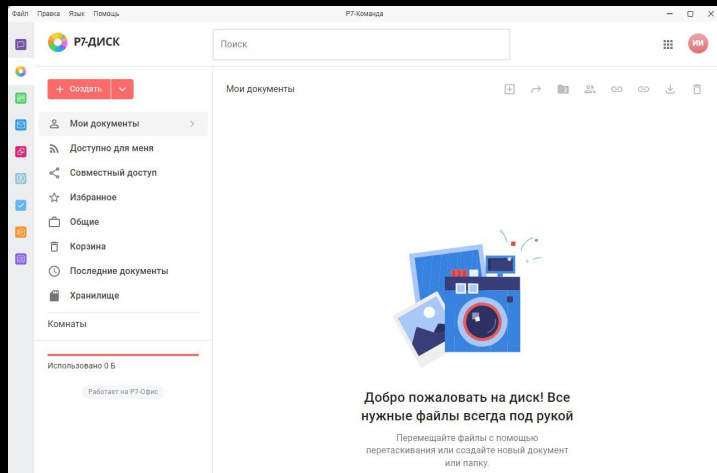 Файл Правка Язык Помощь
Р7-Команда
Р7-ДИСК
Поиск
ИИ
Создать
Мои документы
Мои документы
Доступно для меня
Совместный доступ
Избранное
Общие
Корзина
Последние документы
Хранилище
Комнаты
Использовано 0 Б
Работает на Р7-Офис
Добро пожаловать на диск! Все
нужные файлы всегда под рукой
Перемещайте файлы с помощью
перетаскивания или создайте новый документ
или папку.